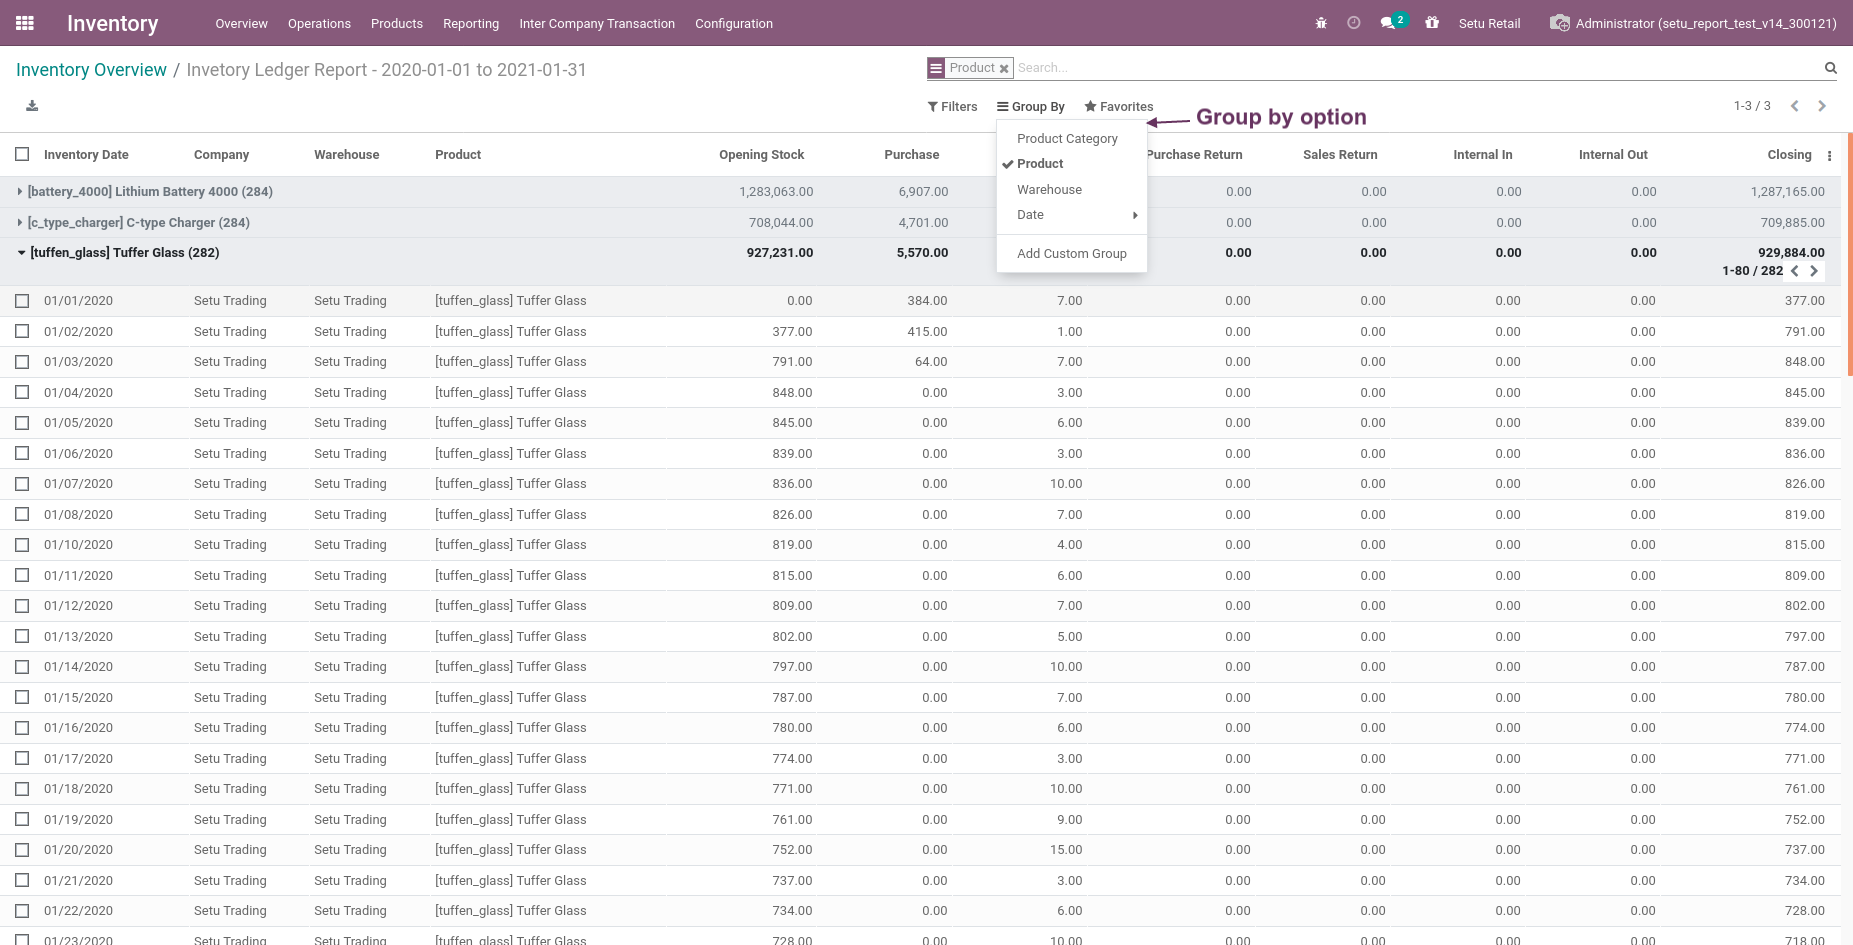 Inventory Overview Operations Products Reporting Inter Company Transaction Configuration 2 Setu Retail Administrator (setu_report_test_v14_300121)
Inventory Overview / Invetory Ledger Report - 2020-01-01 to 2021-01-31 Product Search...
Filters Group By Favorites 1-3 / 3
Group by option
Product Category
Product
Warehouse
Date
Add Custom Group
Inventory Date Company Warehouse Product Opening Stock Purchase Purchase Return Sales Return Internal In Internal Out Closing
[battery_4000] Lithium Battery 4000 (284) 1,283,063.00 6,907.00 0.00 0.00 0.00 0.00 1,287,165.00
[c_type_charger] C-type Charger (284) 708,044.00 4,701.00 0.00 0.00 0.00 0.00 709,885.00
[tuffen_glass] Tuffer Glass (282) 927,231.00 5,570.00 0.00 0.00 0.00 0.00 929,884.00
1-80 / 282
01/01/2020 Setu Trading Setu Trading [tuffen_glass] Tuffer Glass 0.00 384.00 7.00 0.00 0.00 0.00 0.00 377.00
01/02/2020 Setu Trading Setu Trading [tuffen_glass] Tuffer Glass 377.00 415.00 1.00 0.00 0.00 0.00 0.00 791.00
01/03/2020 Setu Trading Setu Trading [tuffen_glass] Tuffer Glass 791.00 64.00 7.00 0.00 0.00 0.00 0.00 848.00
01/04/2020 Setu Trading Setu Trading [tuffen_glass] Tuffer Glass 848.00 0.00 3.00 0.00 0.00 0.00 0.00 845.00
01/05/2020 Setu Trading Setu Trading [tuffen_glass] Tuffer Glass 845.00 0.00 6.00 0.00 0.00 0.00 0.00 839.00
01/06/2020 Setu Trading Setu Trading [tuffen_glass] Tuffer Glass 839.00 0.00 3.00 0.00 0.00 0.00 0.00 836.00
01/07/2020 Setu Trading Setu Trading [tuffen_glass] Tuffer Glass 836.00 0.00 10.00 0.00 0.00 0.00 0.00 826.00
01/08/2020 Setu Trading Setu Trading [tuffen_glass] Tuffer Glass 826.00 0.00 7.00 0.00 0.00 0.00 0.00 819.00
01/10/2020 Setu Trading Setu Trading [tuffen_glass] Tuffer Glass 819.00 0.00 4.00 0.00 0.00 0.00 0.00 815.00
01/11/2020 Setu Trading Setu Trading [tuffen_glass] Tuffer Glass 815.00 0.00 6.00 0.00 0.00 0.00 0.00 809.00
01/12/2020 Setu Trading Setu Trading [tuffen_glass] Tuffer Glass 809.00 0.00 7.00 0.00 0.00 0.00 0.00 802.00
01/13/2020 Setu Trading Setu Trading [tuffen_glass] Tuffer Glass 802.00 0.00 5.00 0.00 0.00 0.00 0.00 797.00
01/14/2020 Setu Trading Setu Trading [tuffen_glass] Tuffer Glass 797.00 0.00 10.00 0.00 0.00 0.00 0.00 787.00
01/15/2020 Setu Trading Setu Trading [tuffen_glass] Tuffer Glass 787.00 0.00 7.00 0.00 0.00 0.00 0.00 780.00
01/16/2020 Setu Trading Setu Trading [tuffen_glass] Tuffer Glass 780.00 0.00 6.00 0.00 0.00 0.00 0.00 774.00
01/17/2020 Setu Trading Setu Trading [tuffen_glass] Tuffer Glass 774.00 0.00 3.00 0.00 0.00 0.00 0.00 771.00
01/18/2020 Setu Trading Setu Trading [tuffen_glass] Tuffer Glass 771.00 0.00 10.00 0.00 0.00 0.00 0.00 761.00
01/19/2020 Setu Trading Setu Trading [tuffen_glass] Tuffer Glass 761.00 0.00 9.00 0.00 0.00 0.00 0.00 752.00
01/20/2020 Setu Trading Setu Trading [tuffen_glass] Tuffer Glass 752.00 0.00 15.00 0.00 0.00 0.00 0.00 737.00
01/21/2020 Setu Trading Setu Trading [tuffen_glass] Tuffer Glass 737.00 0.00 3.00 0.00 0.00 0.00 0.00 734.00
01/22/2020 Setu Trading Setu Trading [tuffen_glass] Tuffer Glass 734.00 0.00 6.00 0.00 0.00 0.00 0.00 728.00
01/23/2020 Setu Trading Setu Trading [tuffen_glass] Tuffer Glass 728.00 0.00 10.00 0.00 0.00 0.00 0.00 718.00